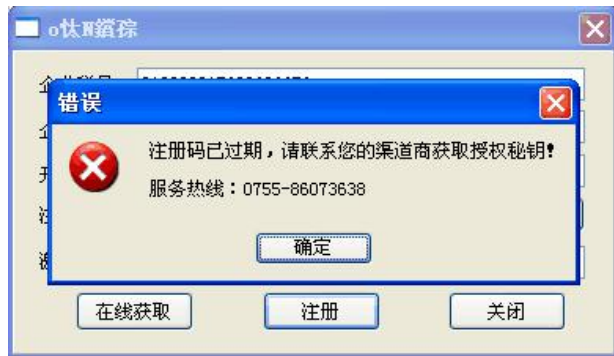 错误
注册码已过期，请联系您的渠道商获取授权秘钥!
服务热线：0755-86073638
确定
在线获取 注册 关闭